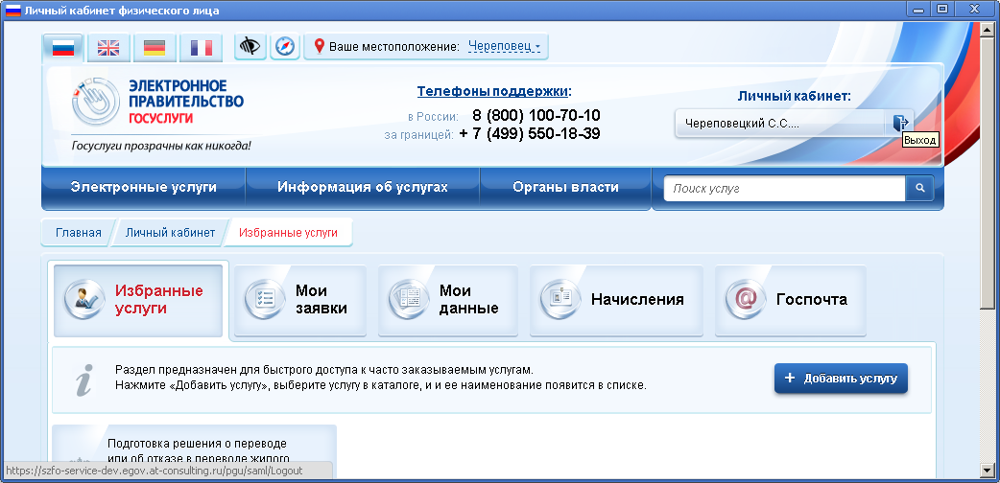 Личный кабинет физического лица
Ваше местоположение: Череповец
ЭЛЕКТРОННОЕ
ПРАВИТЕЛЬСТВО
ГОСУСЛУГИ
Госуслуги прозрачны как никогда!
Телефоны поддержки:
в России: 8 (800) 100-70-10
за границей: + 7 (499) 550-18-39
Личный кабинет:
Череповецкий С.С....
Выход
Электронные услуги
Информация об услугах
Органы власти
Поиск услуг
Главная
Личный кабинет
Избранные услуги
Избранные
услуги
Мои
заявки
Мои
данные
Начисления
@ Госпочта
i
Раздел предназначен для быстрого доступа к часто заказываемым услугам.
Нажмите «Добавить услугу», выберите услугу в каталоге, и и ее наименование появится в списке.
+ Добавить услугу
Подготовка решения о переводе
или об отказе в переводе жилого
https://szfo-service-dev.egov.at-consulting.ru/pgu/saml/Logout